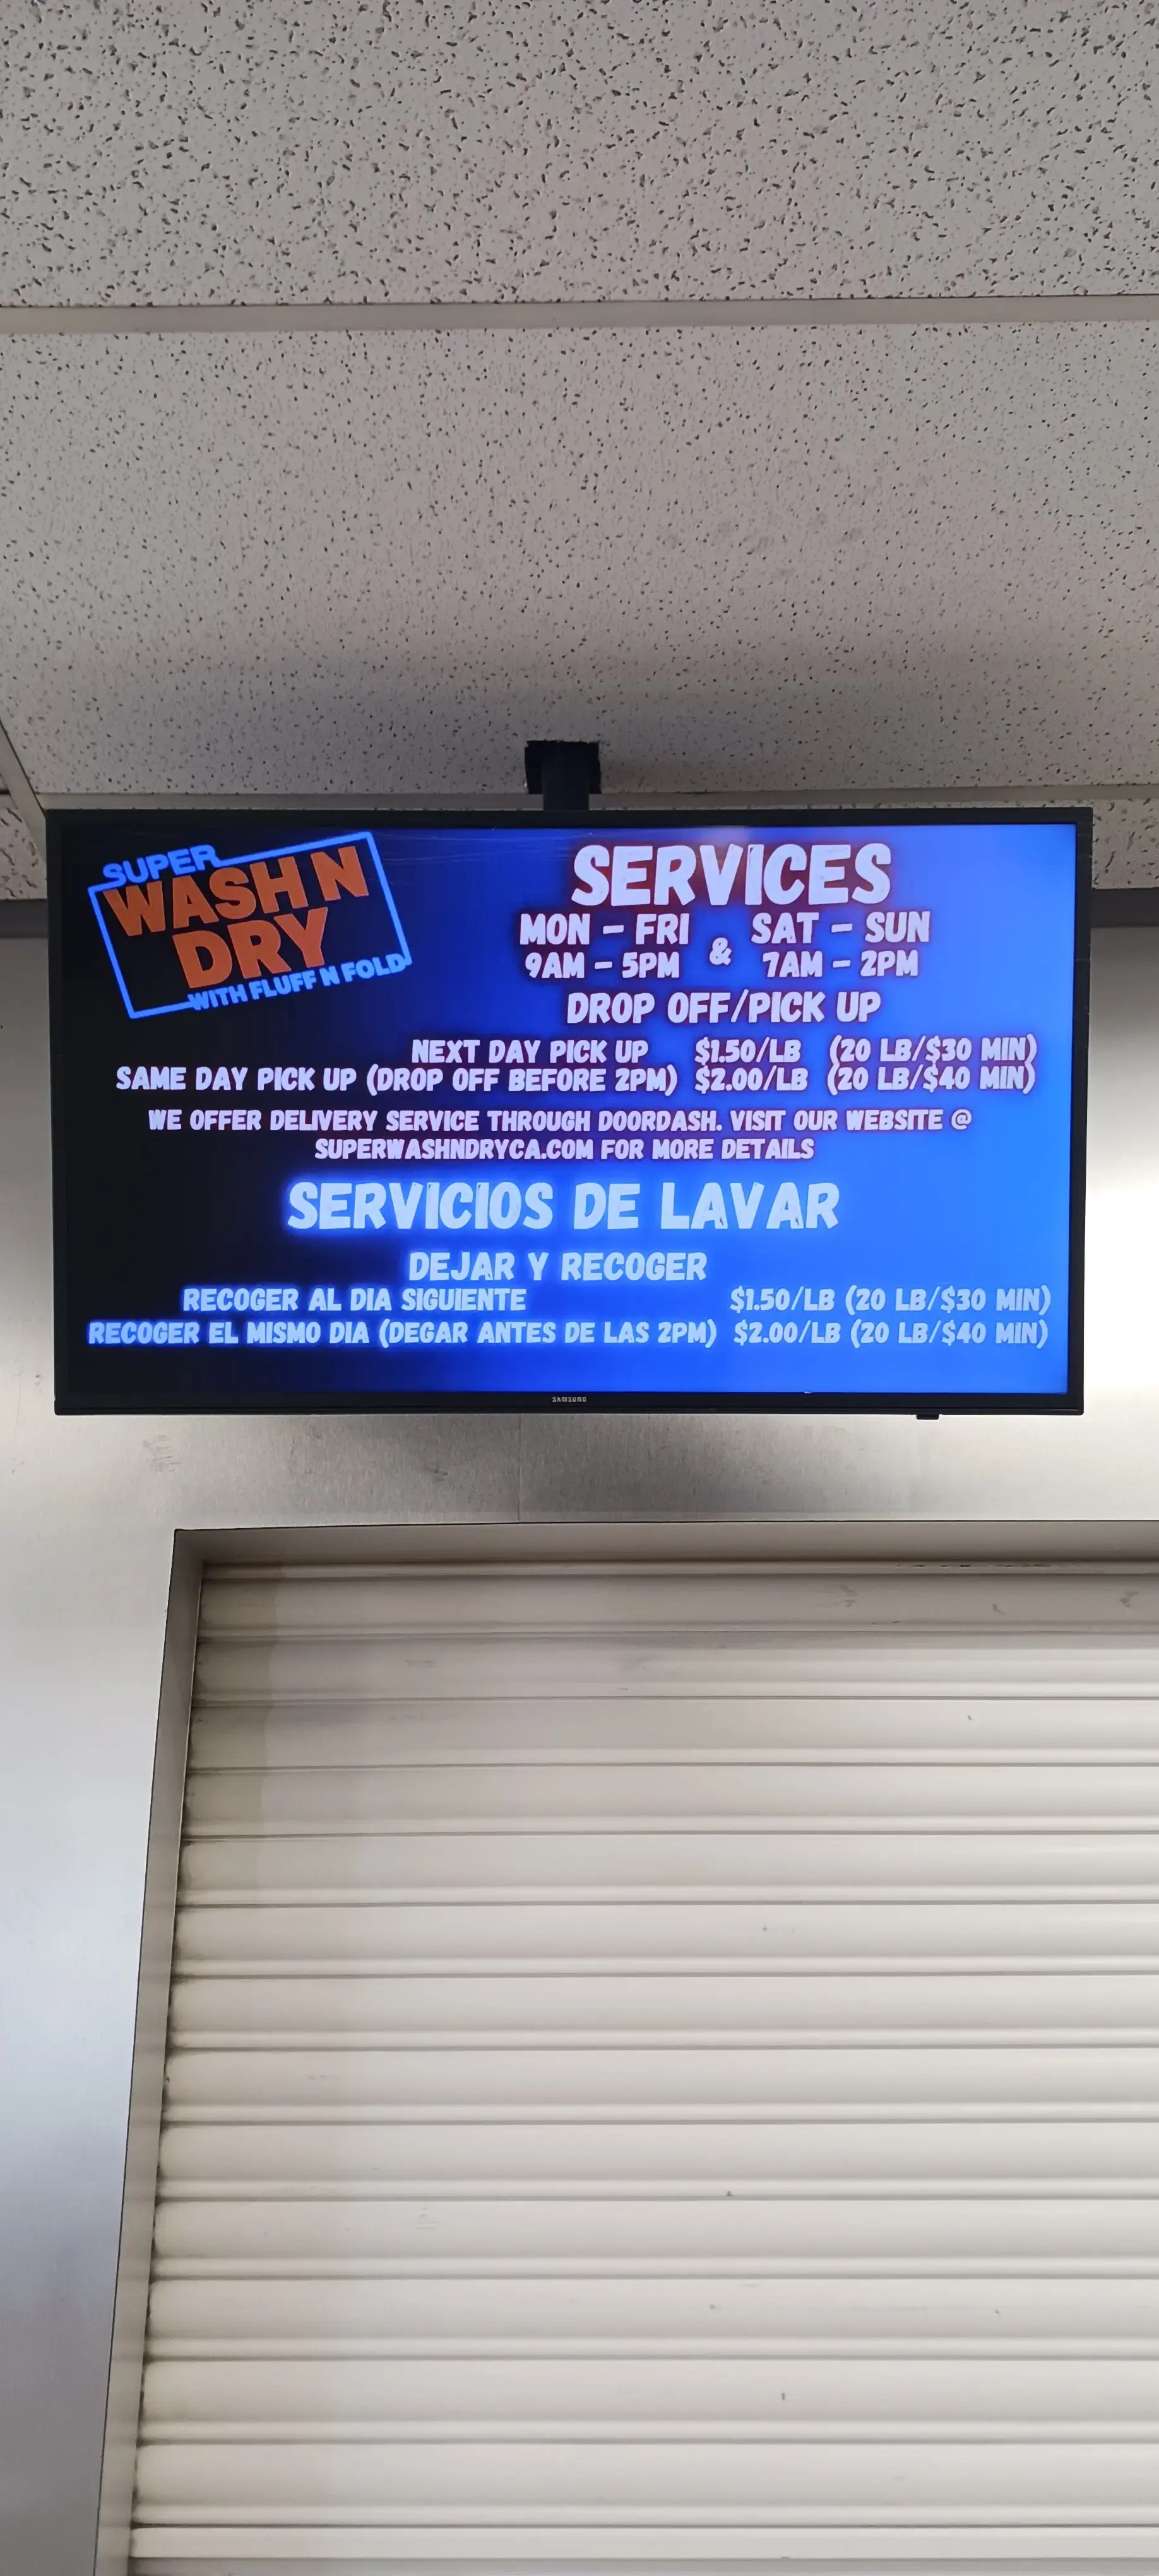 SUPER
WASH N
DRY
WITH FLUFF N FOLD
SERVICES
MON - FRI & SAT - SUN
9AM - 5PM 7AM - 2PM
DROP OFF/PICK UP
NEXT DAY PICK UP $1.50/LB (20 LB/$30 MIN)
SAME DAY PICK UP (DROP OFF BEFORE 2PM) $2.00/LB (20 LB/$40 MIN)
WE OFFER DELIVERY SERVICE THROUGH DOORDASH. VISIT OUR WEBSITE @
SUPERWASHNDRYCA.COM FOR MORE DETAILS
SERVICIOS DE LAVAR
DEJAR Y RECOGER
RECOGER AL DIA SIGUIENTE $1.50/LB (20 LB/$30 MIN)
RECOGER EL MISMO DIA (DEGAR ANTES DE LAS 2PM) $2.00/LB (20 LB/$40 MIN)
SAMSUNG